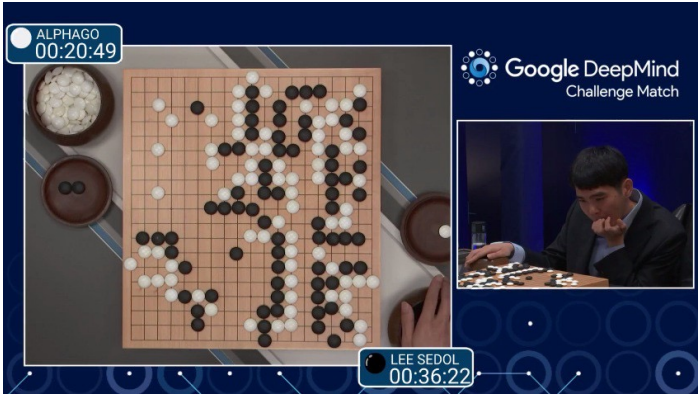 ALPHAGO
00:20:49
Google DeepMind
Challenge Match
LEE SEDOL
00:36:22